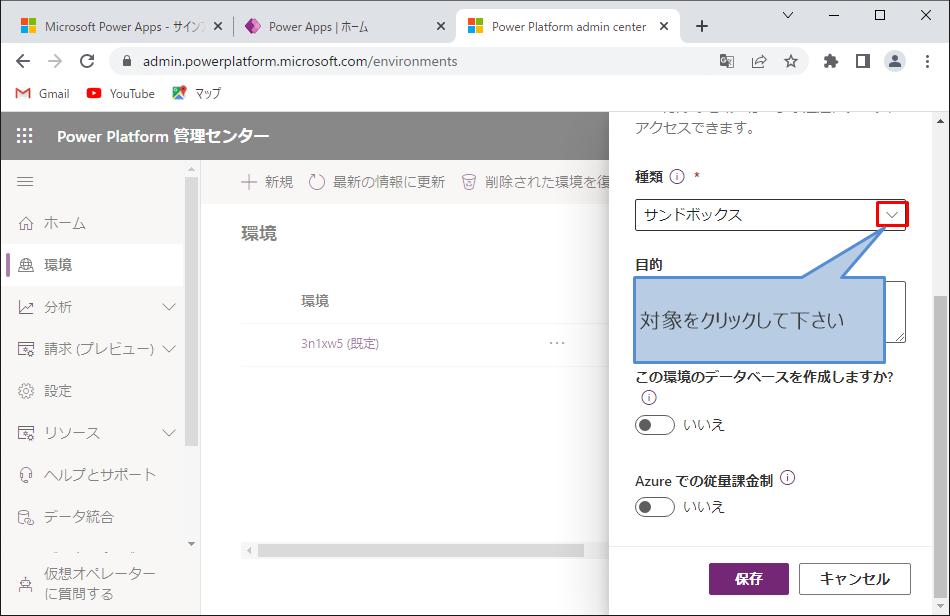 Microsoft Power Apps - サインイ
Power Apps | ホーム
Power Platform admin center
admin.powerplatform.microsoft.com/environments
Gmail
YouTube
マップ
Power Platform 管理センター
新規
最新の情報に更新
削除された環境を復
ホーム
環境
分析
請求 (プレビュー)
設定
リソース
ヘルプとサポート
データ統合
仮想オペレーター
に質問する
環境
環境
3n1xw5 (既定)
アクセスできます。
種類 *
サンドボックス
目的
対象をクリックして下さい
この環境のデータベースを作成しますか?
いいえ
Azure での従量課金制
いいえ
保存
キャンセル